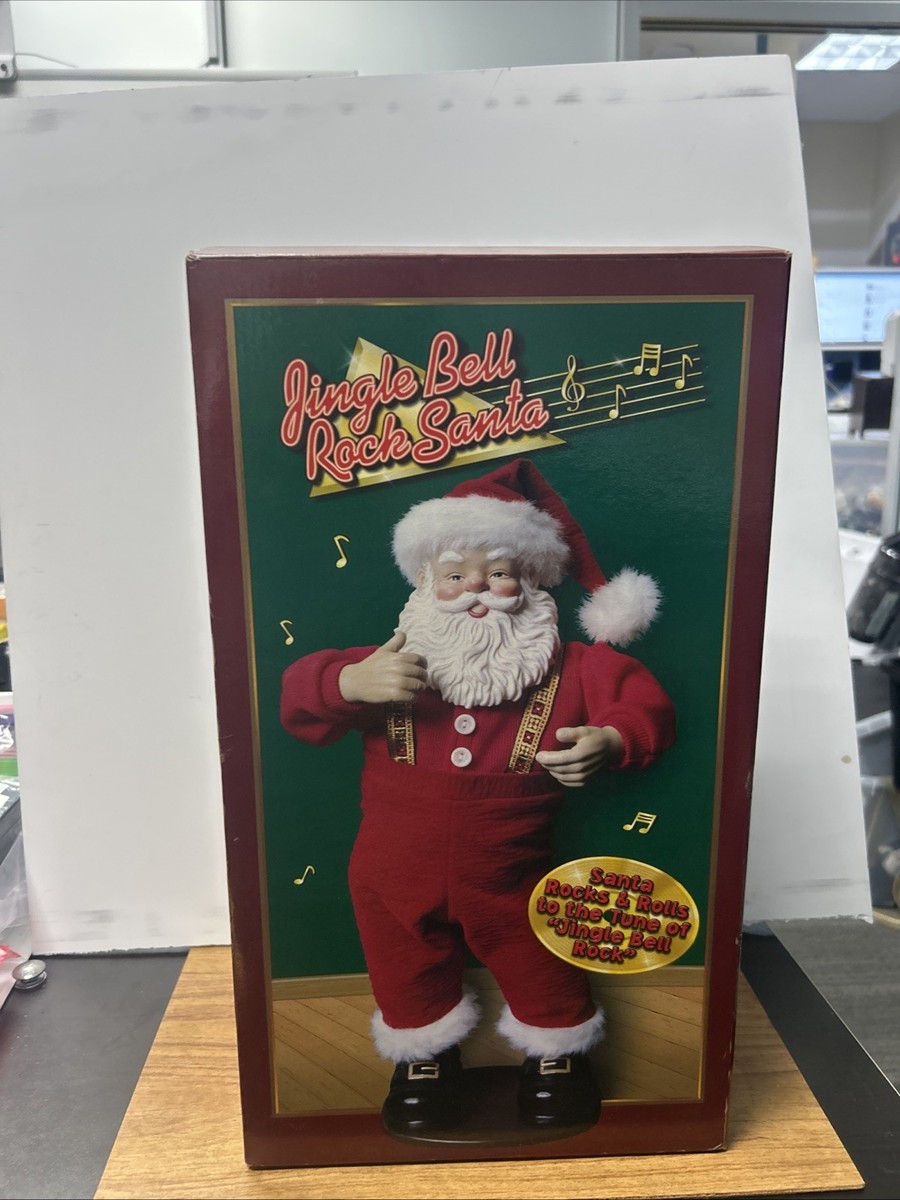 Jingle Bell
Rock Santa
Santa
Rocks & Rolls
to the Tune of
"Jingle Bell
Rock"